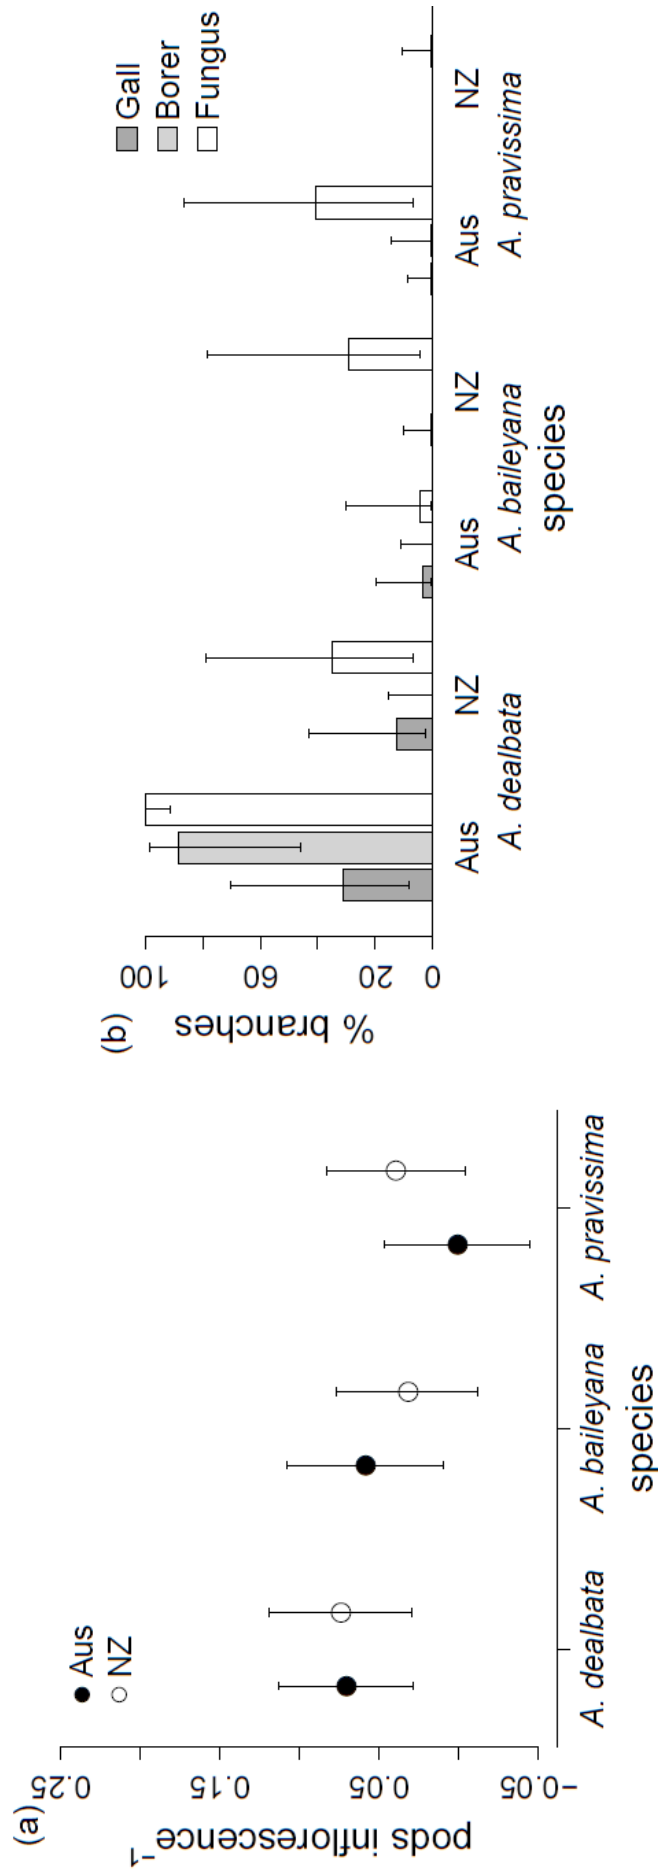 (a)
pods inflorescence⁻¹
0.25
0.15
0.05
−0.05
Aus
NZ
A. dealbata
A. baileyana
A. pravissima
species
(b)
% branches
100
60
20
0
Gall
Borer
Fungus
Aus
NZ
Aus
NZ
Aus
NZ
A. dealbata
A. baileyana
A. pravissima
species